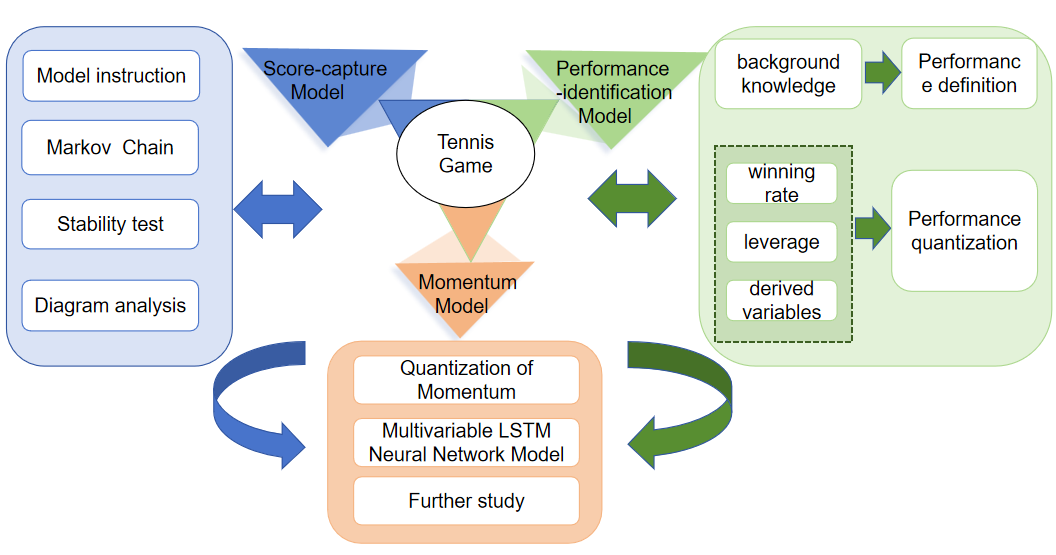 Model instruction
Markov Chain
Stability test
Diagram analysis
Score-capture
Model
Tennis
Game
Performance
-identification
Model
background
knowledge
Performanc
e definition
winning
rate
leverage
derived
variables
Performance
quantization
Momentum
Model
Quantization of
Momentum
Multivariable LSTM
Neural Network Model
Further study